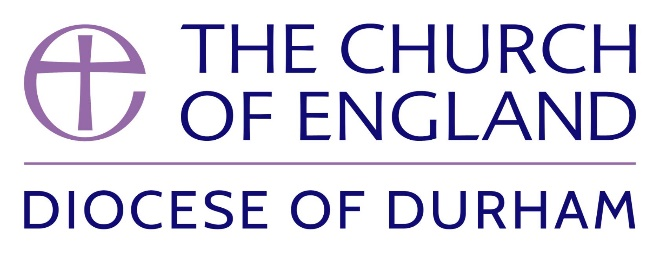 THE CHURCH
OF ENGLAND
DIOCESE OF DURHAM